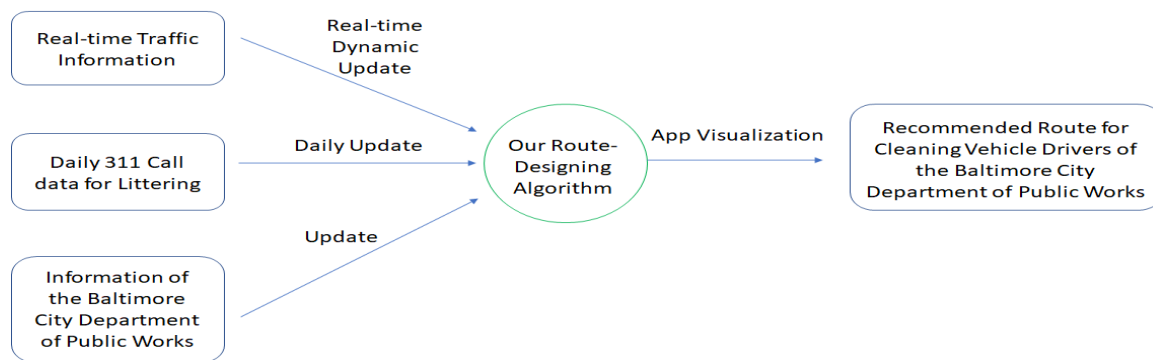 Real-time Traffic
Information
Real-time
Dynamic
Update
Daily 311 Call
data for Littering
Daily Update
Our Route-
Designing
Algorithm
App Visualization
Recommended Route for
Cleaning Vehicle Drivers of
the Baltimore City
Department of Public Works
Update
Information of
the Baltimore
City Department
of Public Works